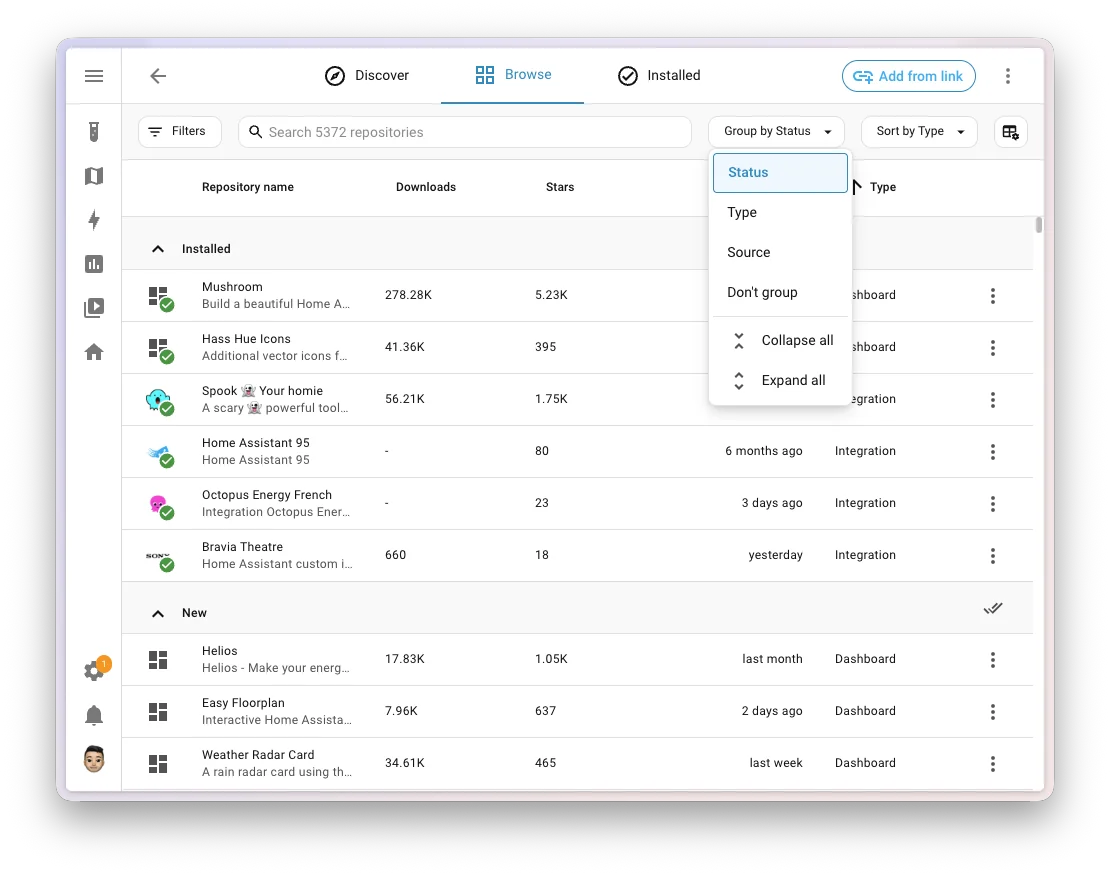 Discover
Browse
Installed
Add from link
Filters
Search 5372 repositories
Group by Status
Sort by Type
Repository name
Downloads
Stars
Type
Status
Type
Source
Don't group
Collapse all
Expand all
Installed
Mushroom
Build a beautiful Home A...
278.28K
5.23K
shboard
Hass Hue Icons
Additional vector icons f...
41.36K
395
shboard
Spook 👻 Your homie
A scary 👻 powerful tool...
56.21K
1.75K
egration
Home Assistant 95
Home Assistant 95
-
80
6 months ago
Integration
Octopus Energy French
Integration Octopus Ener...
-
23
3 days ago
Integration
SONY
Bravia Theatre
Home Assistant custom i...
660
18
yesterday
Integration
New
Helios
Helios - Make your energ...
17.83K
1.05K
last month
Dashboard
1
Easy Floorplan
Interactive Home Assista...
7.96K
637
2 days ago
Dashboard
Weather Radar Card
A rain radar card using th...
34.61K
465
last week
Dashboard